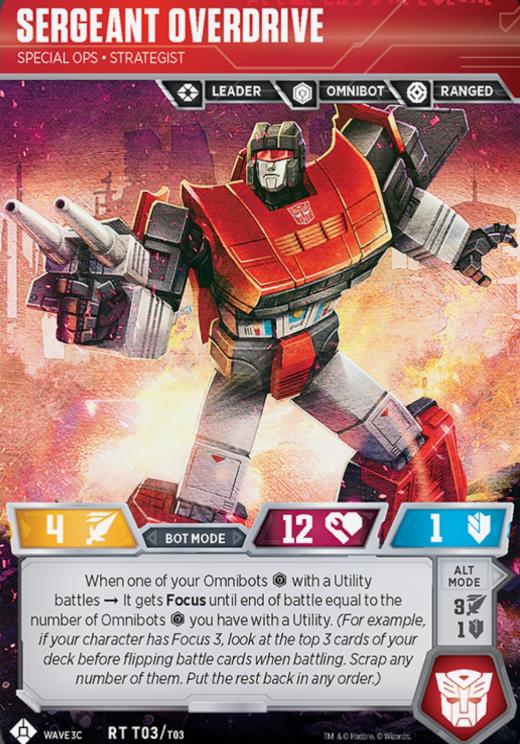 SERGEANT OVERDRIVE
SPECIAL OPS • STRATEGIST
LEADER OMNIBOT RANGED
4 BOT MODE 12 1
When one of your Omnibots with a Utility
battles → It gets Focus until end of battle equal to the
number of Omnibots you have with a Utility. (For example,
if your character has Focus 3, look at the top 3 cards of your
deck before flipping battle cards when battling. Scrap any
number of them. Put the rest back in any order.)
ALT
MODE
3
1
WAVE 3C RT T03/T03 TM & © Hasbro. © Wizards.